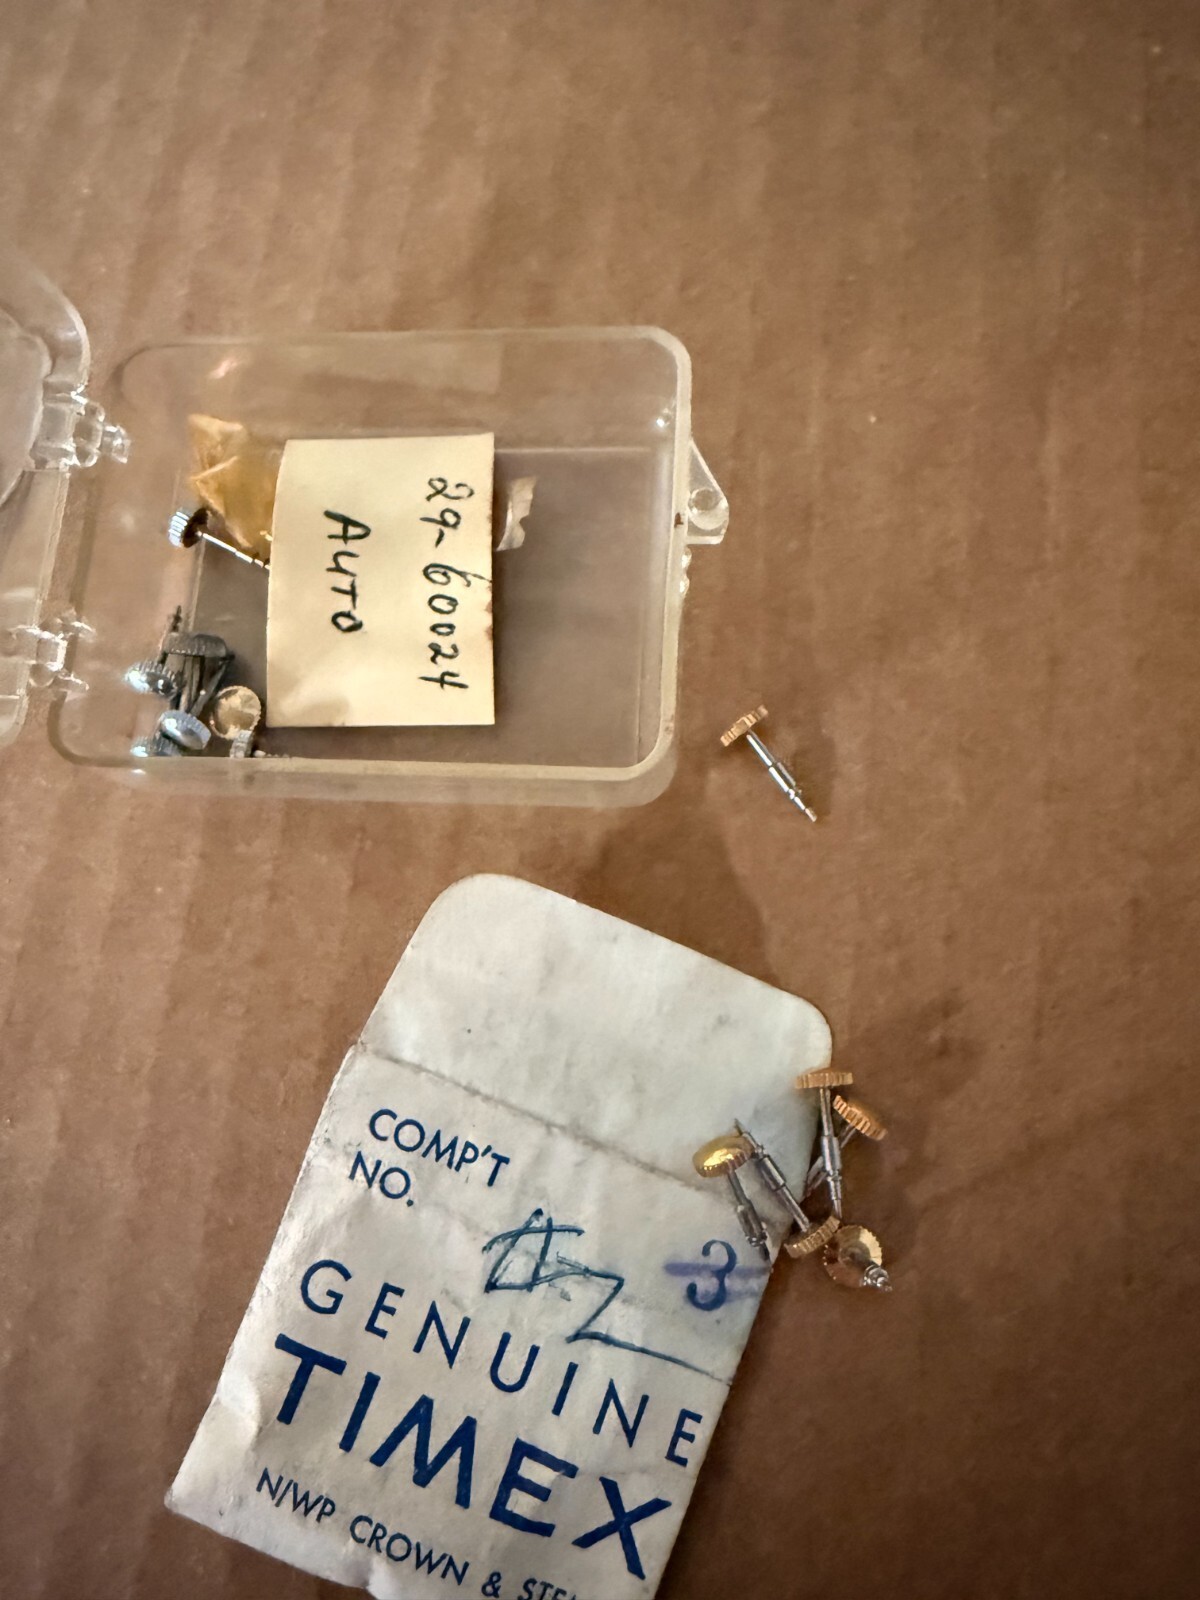 29-60024
AUTO
COMP'T
NO.
3
GENUINE
TIMEX
N/WP CROWN &